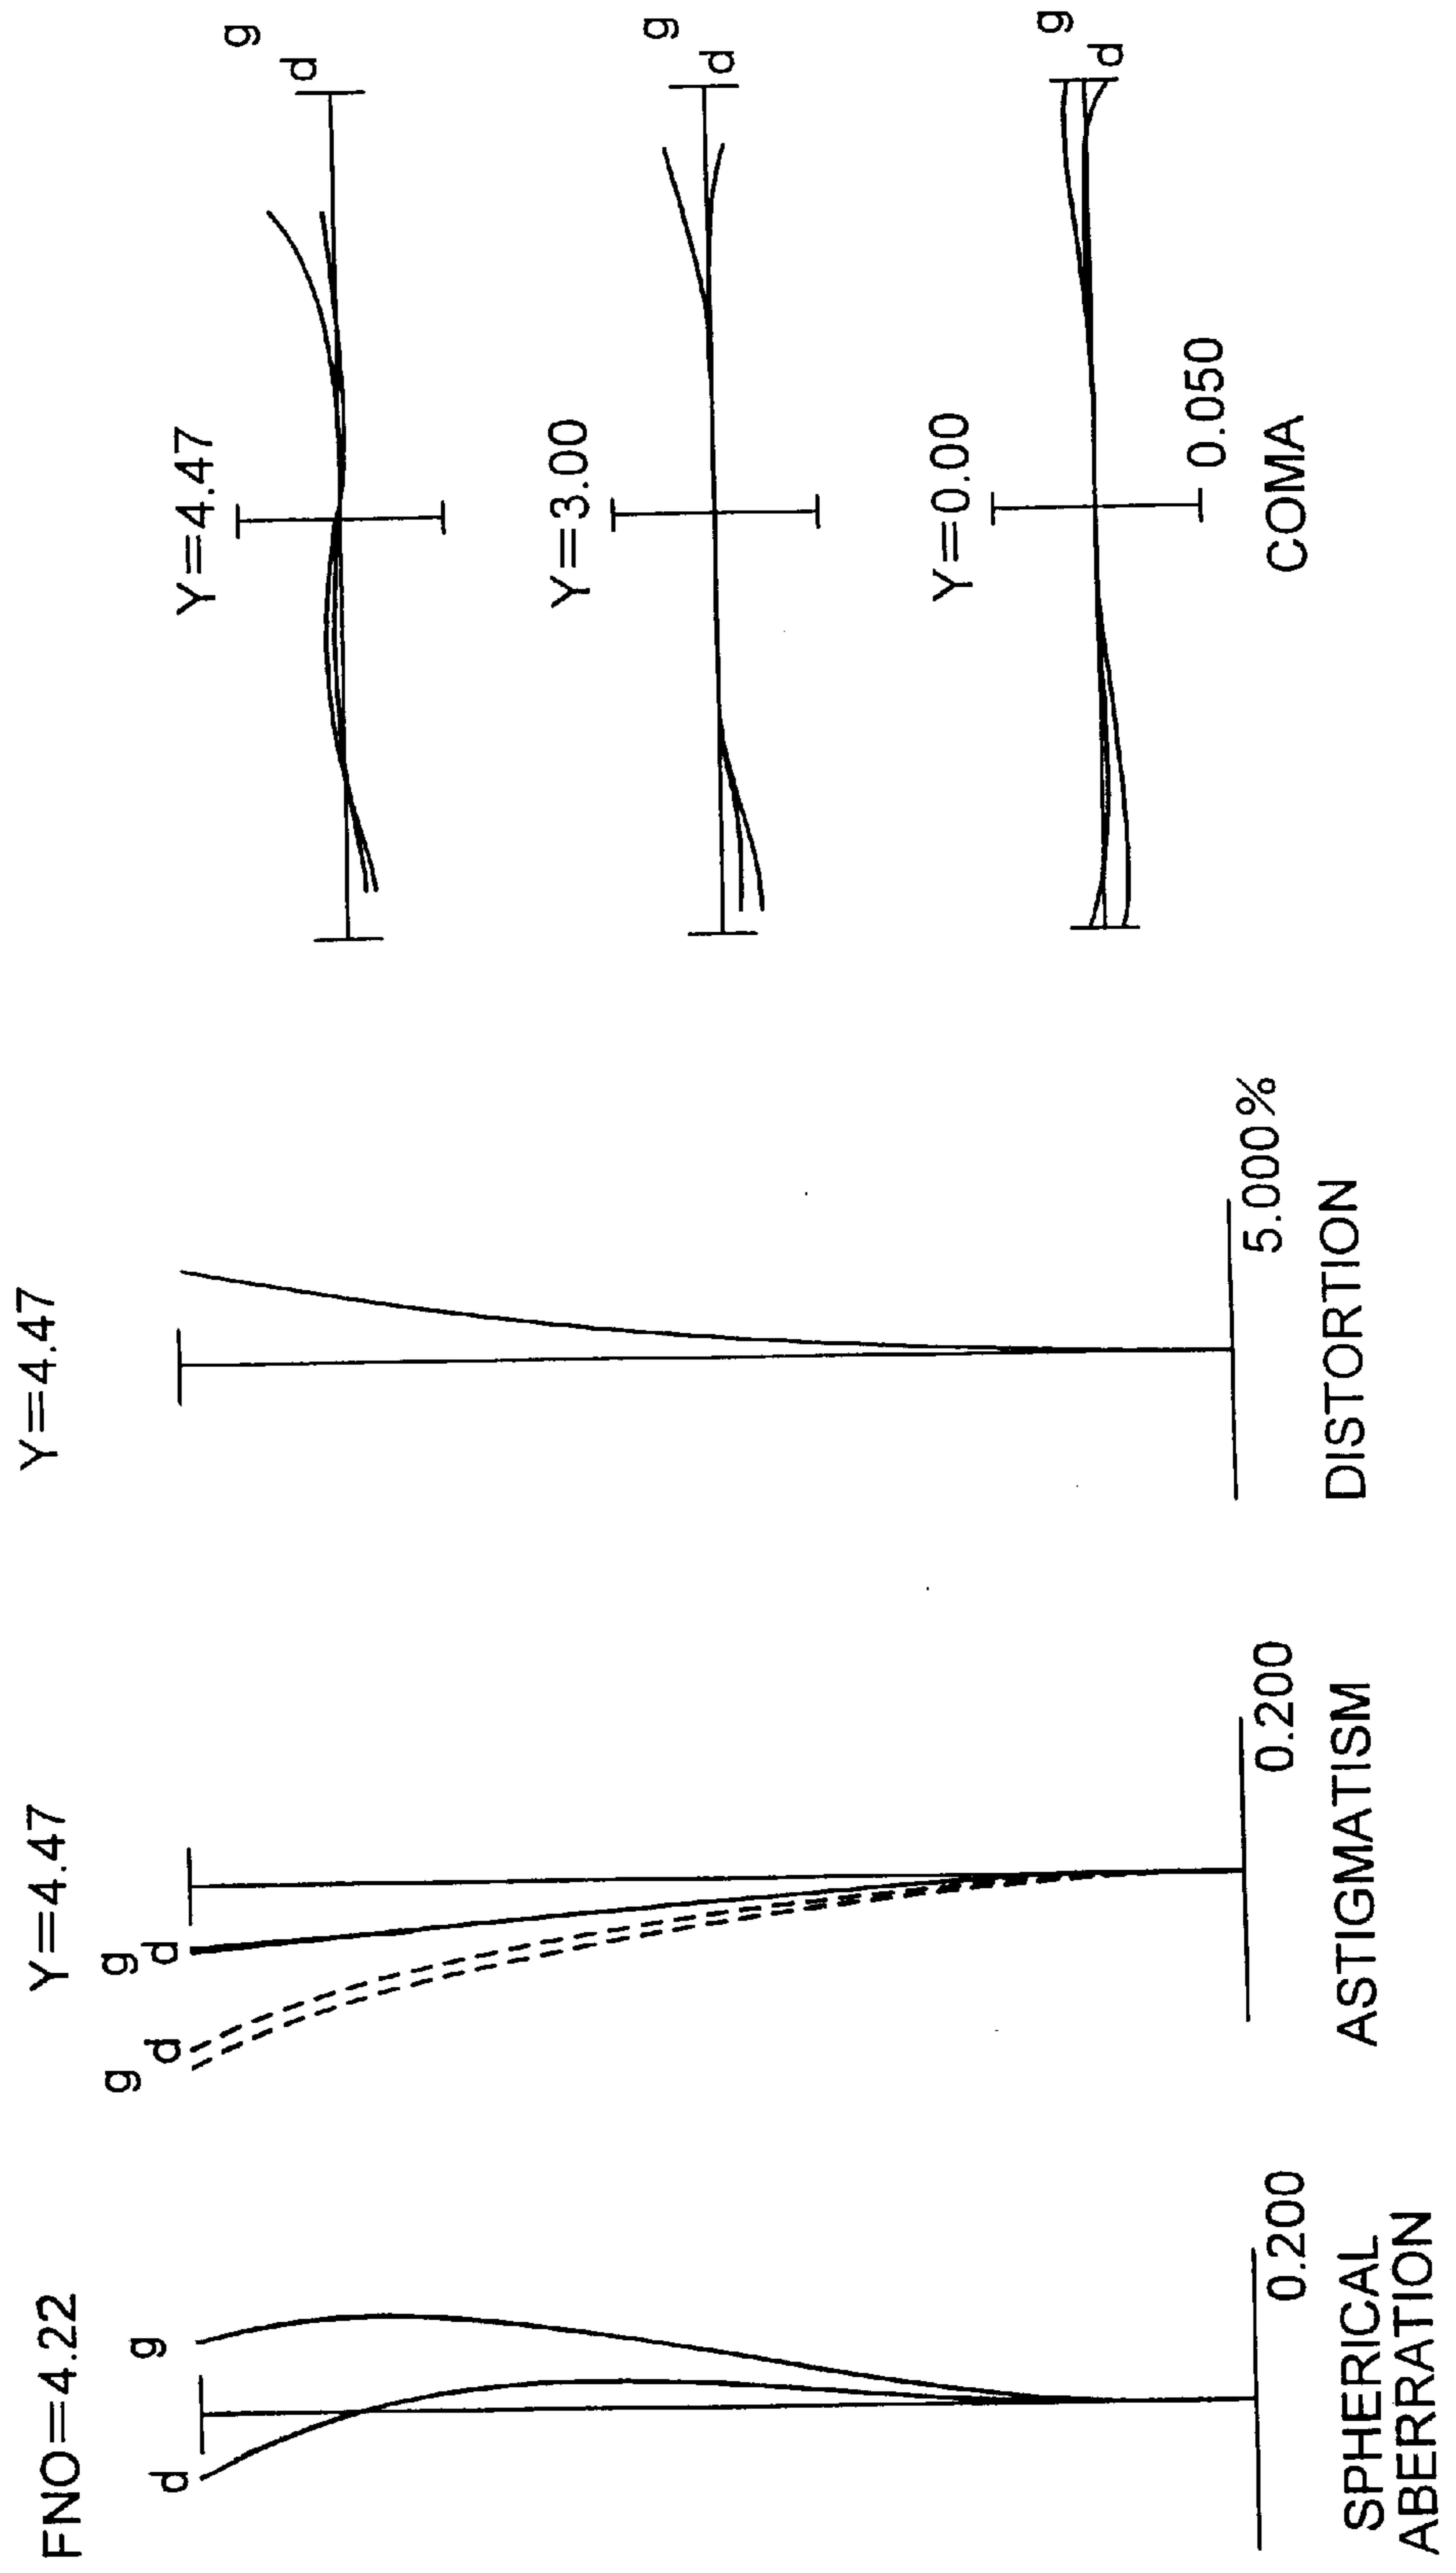 FNO=4.22
g
d
0.200
SPHERICAL
ABERRATION
Y=4.47
g
d
g
d
0.200
ASTIGMATISM
Y=4.47
5.000%
DISTORTION
Y=4.47
g
d
Y=3.00
g
d
Y=0.00
g
d
0.050
COMA